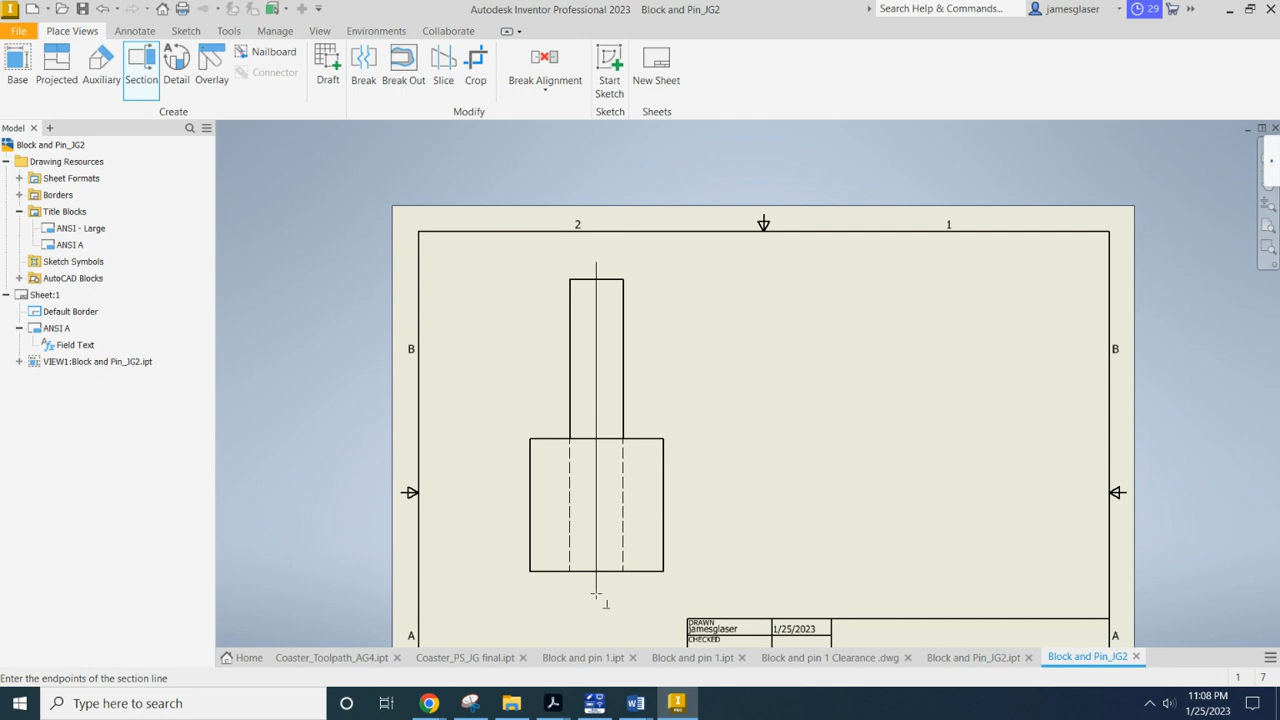 Autodesk Inventor Professional 2023 Block and Pin_JG2
Search Help & Commands...
jamesglaser
29
File Place Views Annotate Sketch Tools Manage View Environments Collaborate
Base
Projected
Auxiliary
Section
Detail
Overlay
Nailboard
Connector
Draft
Break
Break Out
Slice
Crop
Break Alignment
Start
Sketch
New Sheet
Create
Modify
Sketch
Sheets
Model
Block and Pin_JG2
Drawing Resources
Sheet Formats
Borders
Title Blocks
ANSI - Large
ANSI A
Sketch Symbols
AutoCAD Blocks
Sheet:1
Default Border
ANSI A
Field Text
VIEW1:Block and Pin_JG2.ipt
2
1
B
B
A
A
DRAWN
jamesglaser
1/25/2023
CHECKED
Home
Coaster_Toolpath_AG4.ipt
Coaster_PS_JG final.ipt
Block and pin 1.ipt
Block and pin 1.ipt
Block and pin 1 Clearance .dwg
Block and Pin_JG2.ipt
Block and Pin_JG2
Enter the endpoints of the section line
1
7
Type here to search
11:08 PM
1/25/2023